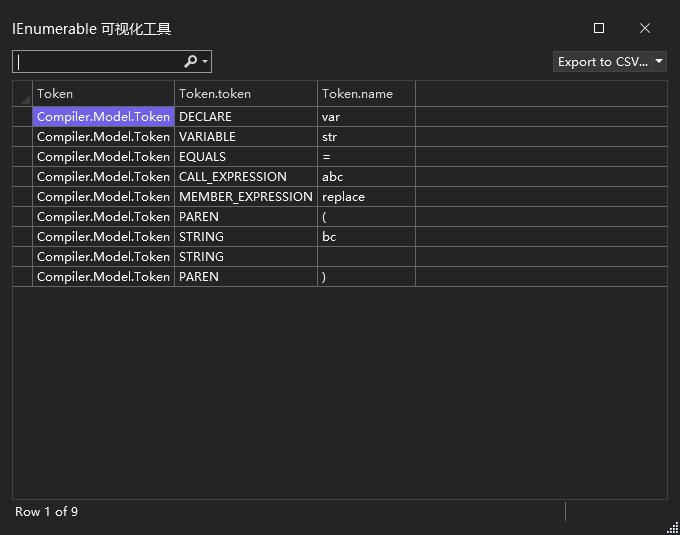 IEnumerable 可视化工具
Export to CSV...
Token Token.token Token.name
Compiler.Model.Token DECLARE var
Compiler.Model.Token VARIABLE str
Compiler.Model.Token EQUALS =
Compiler.Model.Token CALL_EXPRESSION abc
Compiler.Model.Token MEMBER_EXPRESSION replace
Compiler.Model.Token PAREN (
Compiler.Model.Token STRING bc
Compiler.Model.Token STRING
Compiler.Model.Token PAREN )
Row 1 of 9